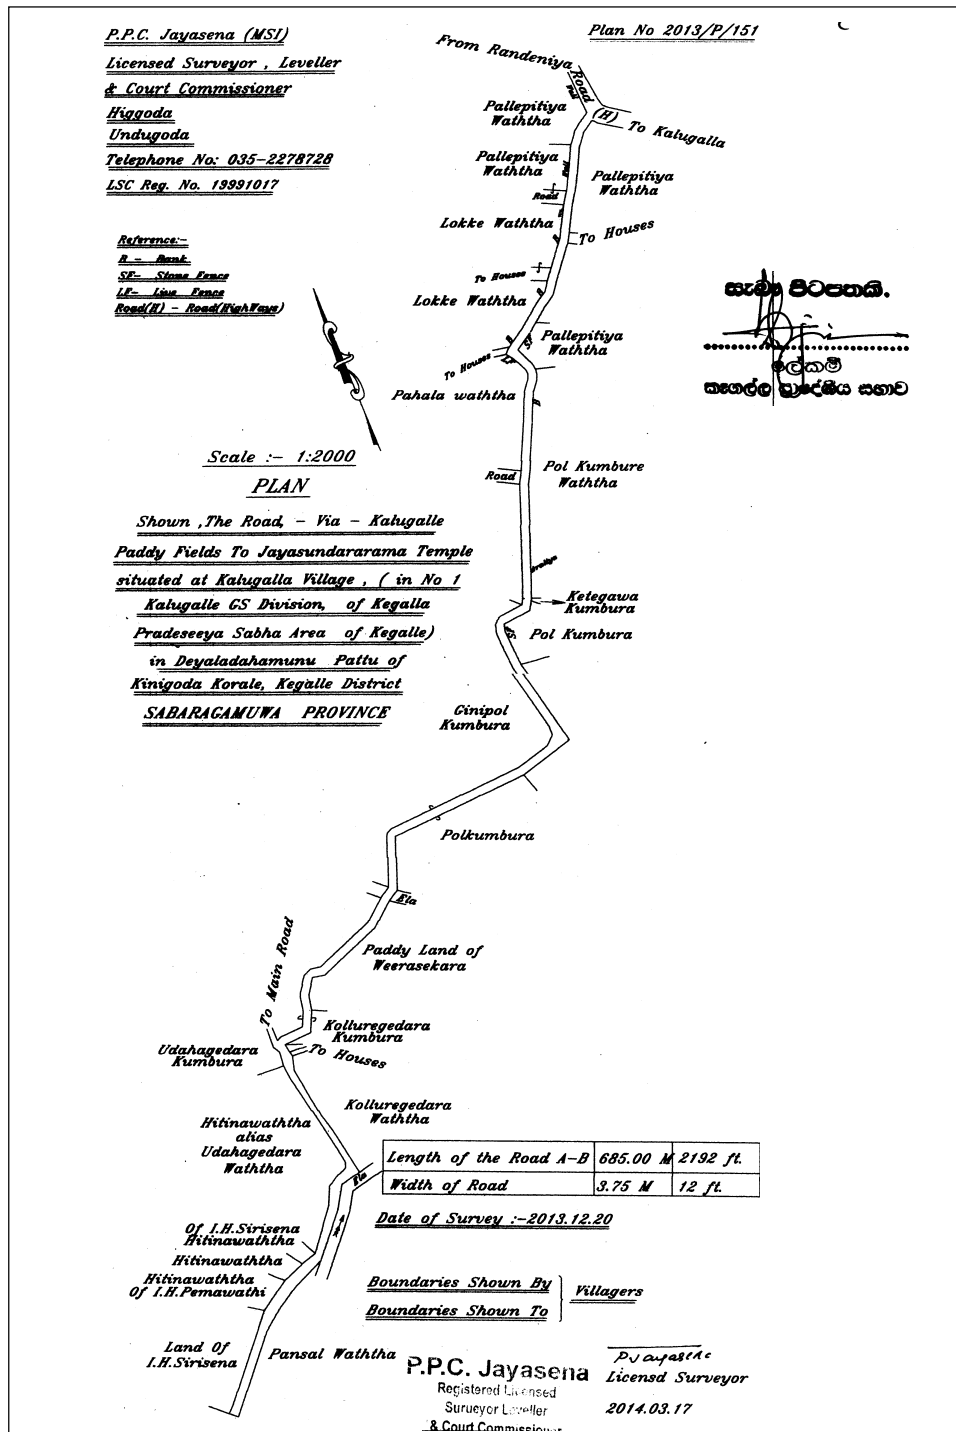 P.P.C. Jayasena (MSI)
Licensed Surveyor , Leveller
& Court Commissioner
Higgoda
Undugoda
Telephone No: 035-2278728
LSC Reg. No. 19991017
Plan No 2013/P/151
Reference:-
B - Bank
SF- Stone Fence
LF- Live Fence
Road(H) - Road(HighWays)
From Randeniya
Road
(H)
To Kalugalla
Pallepitiya
Waththa
Pallepitiya
Waththa
Pallepitiya
Waththa
Road
Lokke Waththa
To Houses
To Houses
Lokke Waththa
SF
Pallepitiya
Waththa
To Houses
Pahala waththa
සැබෑ පිටපතයි.
ලේකම්
කෑගල්ල ප්‍රාදේශීය සභාව
Scale :- 1:2000
PLAN
Shown ,The Road, - Via - Kalugalle
Paddy Fields To Jayasundararama Temple
situated at Kalugalla Village , ( in No 1
Kalugalle GS Division, of Kegalla
Pradeseeya Sabha Area of Kegalle)
in Deyaladahamunu Pattu of
Kinigoda Korale, Kegalle District
SABARAGAMUWA PROVINCE
Road
Pol Kumbure
Waththa
Ketegawa
Kumbura
Pol Kumbura
Ginipol
Kumbura
Polkumbura
Ela
Paddy Land of
Weerasekara
To Main Road
Kolluregedara
Kumbura
To Houses
Udahagedara
Kumbura
Kolluregedara
Waththa
Hitinawaththa
alias
Udahagedara
Waththa
Ela
Length of the Road A-B 685.00 M 2192 ft.
Width of Road 3.75 M 12 ft.
Date of Survey :-2013.12.20
Of I.H.Sirisena
Hitinawaththa
Hitinawaththa
Hitinawaththa
Of I.H.Pemawathi
Boundaries Shown By
Boundaries Shown To
Villagers
Land Of
I.H.Sirisena
Pansal Waththa
P.P.C. Jayasena
Registered Licensed
Surueyor Leveller
& Court Commissioner
Licensd Surveyor
2014.03.17